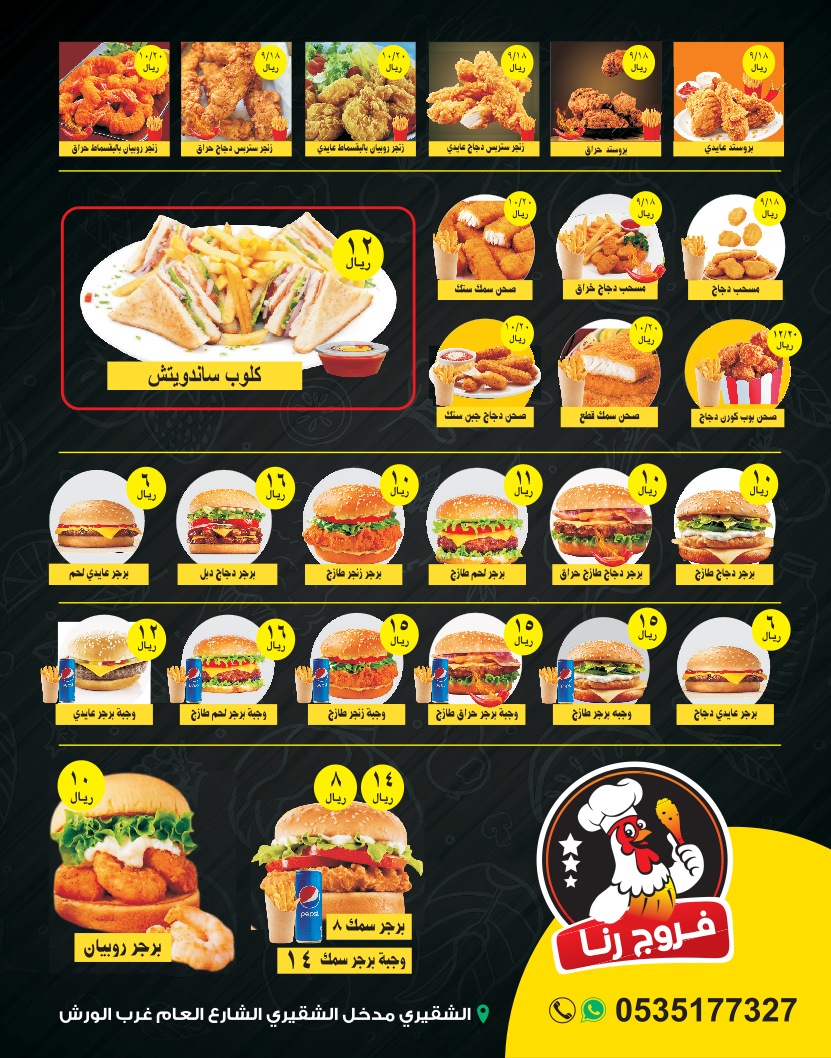 ٩/١٨
ريال
بروستد عايدي
٩/١٨
ريال
بروستد حراق
٩/١٨
ريال
زنجر ستربس دجاج عايدي
١٠/٢٠
ريال
زنجر روبيان بالبقسماط عايدي
٩/١٨
ريال
زنجر ستربس دجاج حراق
١٠/٢٠
ريال
زنجر روبيان بالبقسماط حراق
٩/١٨
ريال
مسحب دجاج
٩/١٨
ريال
مسحب دجاج خراق
١٠/٢٠
ريال
صحن سمك ستك
١٢
ريال
كلوب ساندويتش
١٢/٢٠
ريال
صحن بوب كورن دجاج
١٠/٢٠
ريال
صحن سمك قطع
١٠/٢٠
ريال
صحن دجاج جبن ستك
١٠
ريال
برجر دجاج طازج
١٠
ريال
برجر دجاج طازج حراق
١١
ريال
برجر لحم طازج
١٠
ريال
برجر زنجر طازج
١٦
ريال
برجر دجاج دبل
٦
ريال
برجر عايدي لحم
٦
ريال
برجر عايدي دجاج
١٥
ريال
وجبه برجر طازج
١٥
ريال
وجبة برجر حراق طازج
١٥
ريال
وجبة زنجر طازج
١٦
ريال
وجبة برجر لحم طازج
١٢
ريال
وجبة برجر عايدي
pepsi
١٤
ريال
٨
ريال
برجر سمك ٨
وجبة برجر سمك ١٤
pepsi
١٠
ريال
برجر روبيان
فروج رنا
0535177327
الشقيري مدخل الشقيري الشارع العام غرب الورش